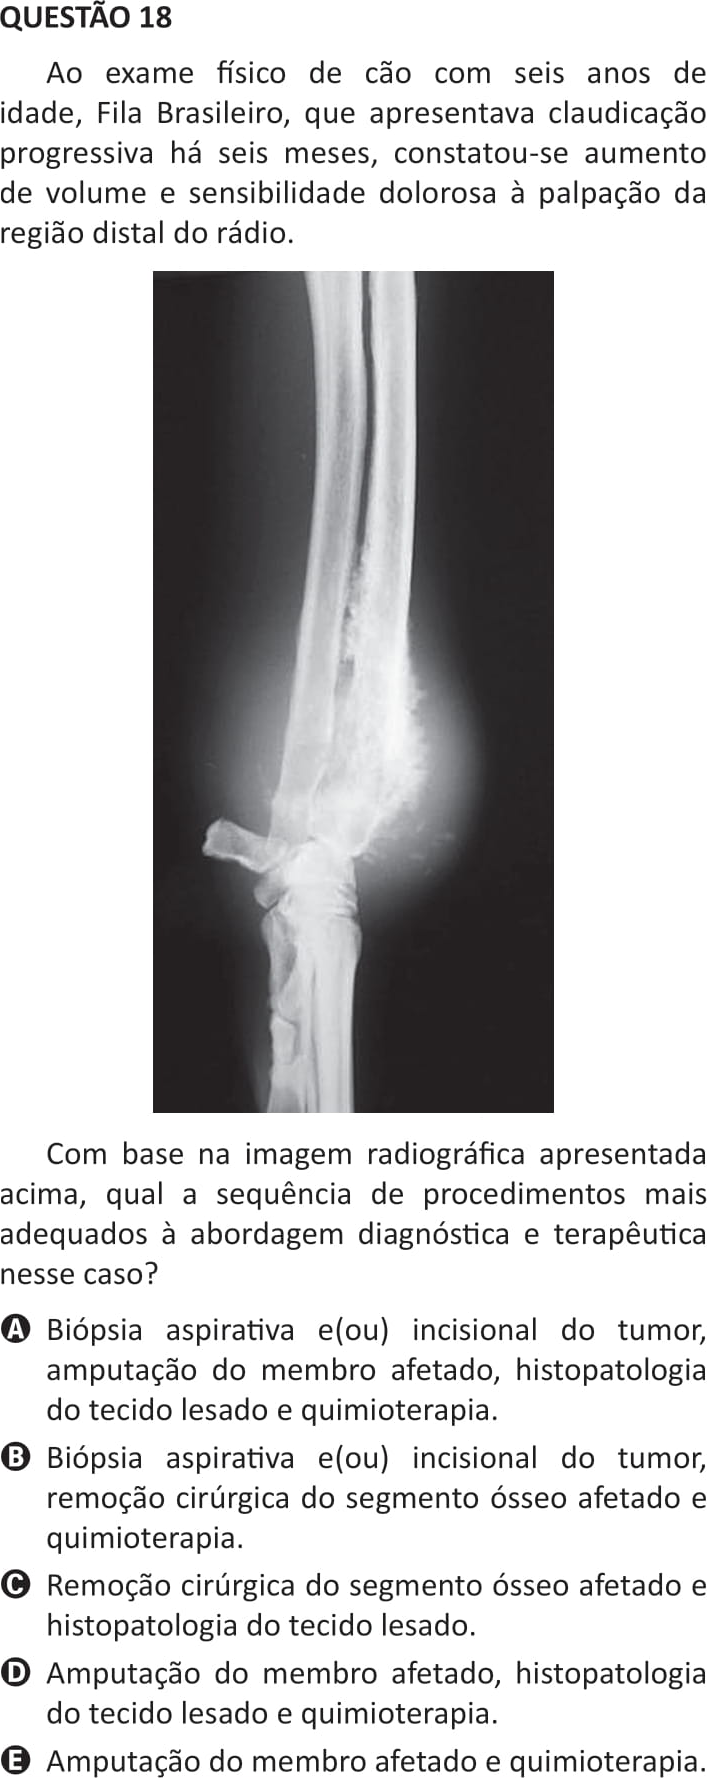 QUESTÃO 18
Ao exame físico de cão com seis anos de
idade, Fila Brasileiro, que apresentava claudicação
progressiva há seis meses, constatou-se aumento
de volume e sensibilidade dolorosa à palpação da
região distal do rádio.
Com base na imagem radiográfica apresentada
acima, qual a sequência de procedimentos mais
adequados à abordagem diagnóstica e terapêutica
nesse caso?
A Biópsia aspirativa e(ou) incisional do tumor,
amputação do membro afetado, histopatologia
do tecido lesado e quimioterapia.
B Biópsia aspirativa e(ou) incisional do tumor,
remoção cirúrgica do segmento ósseo afetado e
quimioterapia.
C Remoção cirúrgica do segmento ósseo afetado e
histopatologia do tecido lesado.
D Amputação do membro afetado, histopatologia
do tecido lesado e quimioterapia.
E Amputação do membro afetado e quimioterapia.